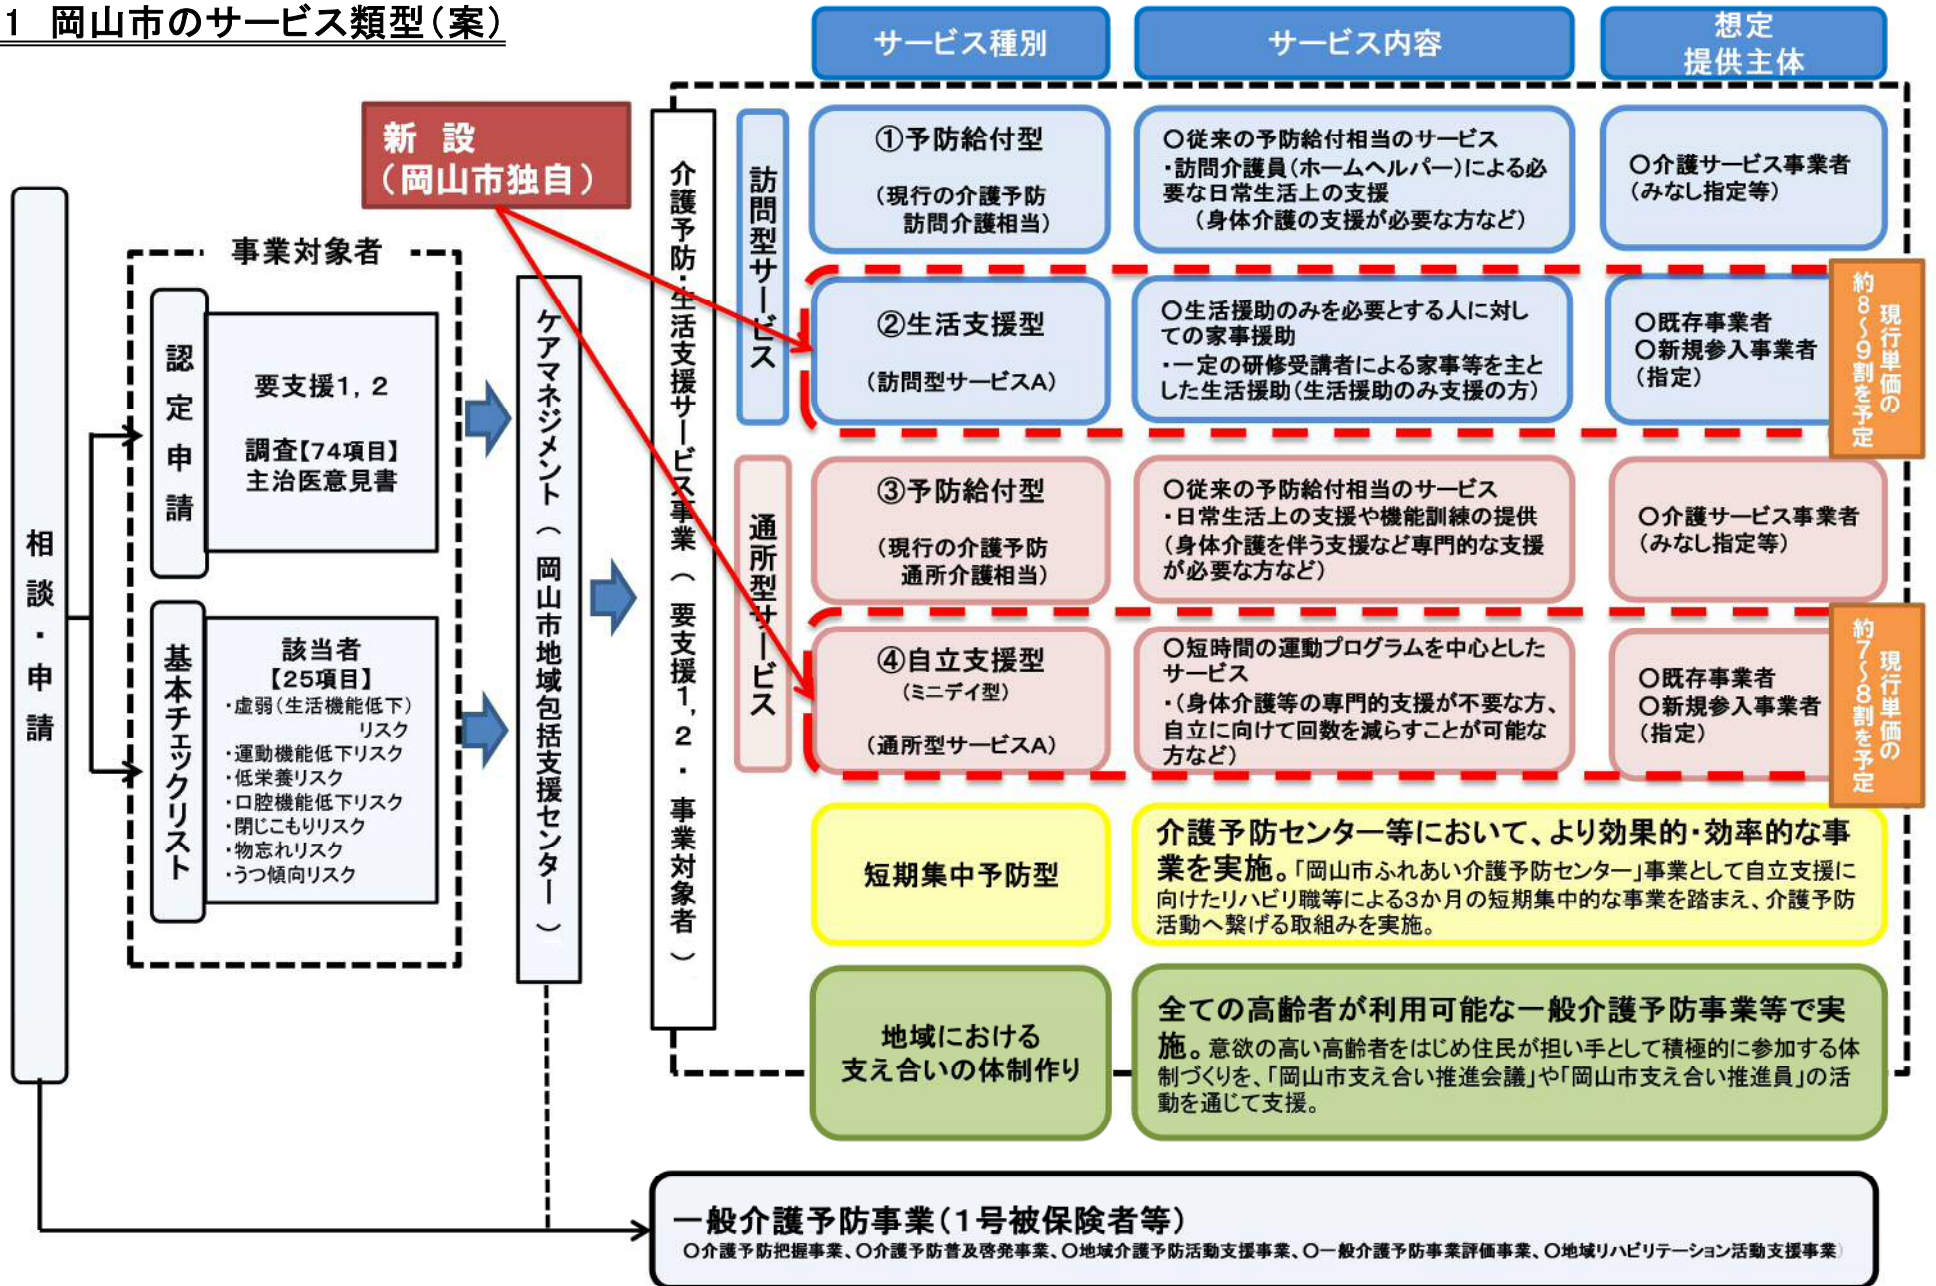 1 岡山市のサービス類型(案)
サービス種別
サービス内容
想定
提供主体
新 設
(岡山市独自)
相談・申請
事業対象者
認定申請
要支援1,2
調査【74項目】
主治医意見書
基本チェックリスト
該当者
【25項目】
・虚弱(生活機能低下)
リスク
・運動機能低下リスク
・低栄養リスク
・口腔機能低下リスク
・閉じこもりリスク
・物忘れリスク
・うつ傾向リスク
ケアマネジメント(岡山市地域包括支援センター)
介護予防・生活支援サービス事業(要支援1,2・事業対象者)
訪問型サービス
①予防給付型
(現行の介護予防
訪問介護相当)
〇従来の予防給付相当のサービス
・訪問介護員(ホームヘルパー)による必
要な日常生活上の支援
(身体介護の支援が必要な方など)
〇介護サービス事業者
(みなし指定等)
②生活支援型
(訪問型サービスA)
〇生活援助のみを必要とする人に対し
ての家事援助
・一定の研修受講者による家事等を主と
した生活援助(生活援助のみ支援の方)
〇既存事業者
〇新規参入事業者
(指定)
現行単価の
約8~9割を予定
通所型サービス
③予防給付型
(現行の介護予防
通所介護相当)
〇従来の予防給付相当のサービス
・日常生活上の支援や機能訓練の提供
(身体介護を伴う支援など専門的な支援
が必要な方など)
〇介護サービス事業者
(みなし指定等)
④自立支援型
(ミニデイ型)
(通所型サービスA)
〇短時間の運動プログラムを中心とした
サービス
・(身体介護等の専門的支援が不要な方、
自立に向けて回数を減らすことが可能な
方など)
〇既存事業者
〇新規参入事業者
(指定)
現行単価の
約7~8割を予定
短期集中予防型
介護予防センター等において、より効果的・効率的な事
業を実施。「岡山市ふれあい介護予防センター」事業として自立支援に
向けたリハビリ職等による3か月の短期集中的な事業を踏まえ、介護予防
活動へ繋げる取組みを実施。
地域における
支え合いの体制作り
全ての高齢者が利用可能な一般介護予防事業等で実
施。意欲の高い高齢者をはじめ住民が担い手として積極的に参加する体
制づくりを、「岡山市支え合い推進会議」や「岡山市支え合い推進員」の活
動を通じて支援。
一般介護予防事業(1号被保険者等)
〇介護予防把握事業、〇介護予防普及啓発事業、〇地域介護予防活動支援事業、〇一般介護予防事業評価事業、〇地域リハビリテーション活動支援事業)